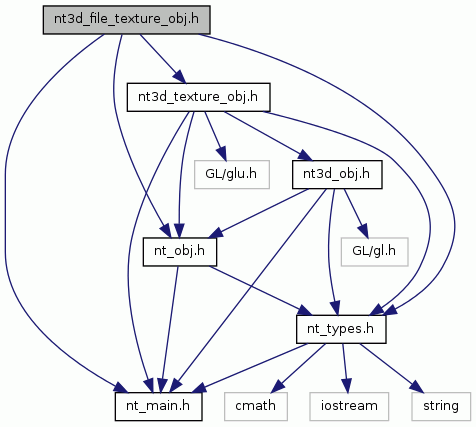 nt3d_file_texture_obj.h
nt3d_texture_obj.h
GL/glu.h
nt3d_obj.h
nt_obj.h
GL/gl.h
nt_types.h
nt_main.h
cmath
iostream
string